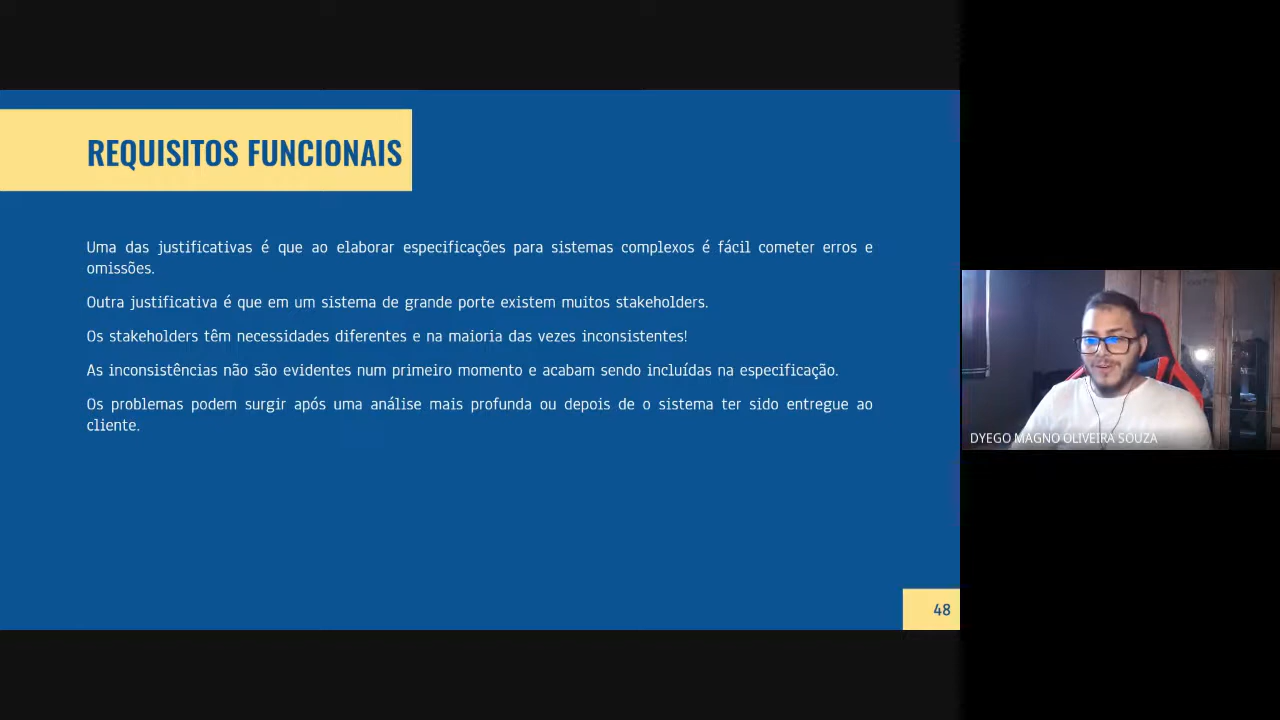 REQUISITOS FUNCIONAIS
Uma das justificativas é que ao elaborar especificações para sistemas complexos é fácil cometer erros e
omissões.
Outra justificativa é que em um sistema de grande porte existem muitos stakeholders.
Os stakeholders têm necessidades diferentes e na maioria das vezes inconsistentes!
As inconsistências não são evidentes num primeiro momento e acabam sendo incluídas na especificação.
Os problemas podem surgir após uma análise mais profunda ou depois de o sistema ter sido entregue ao
cliente.
48
DYEGO MAGNO OLIVEIRA SOUZA